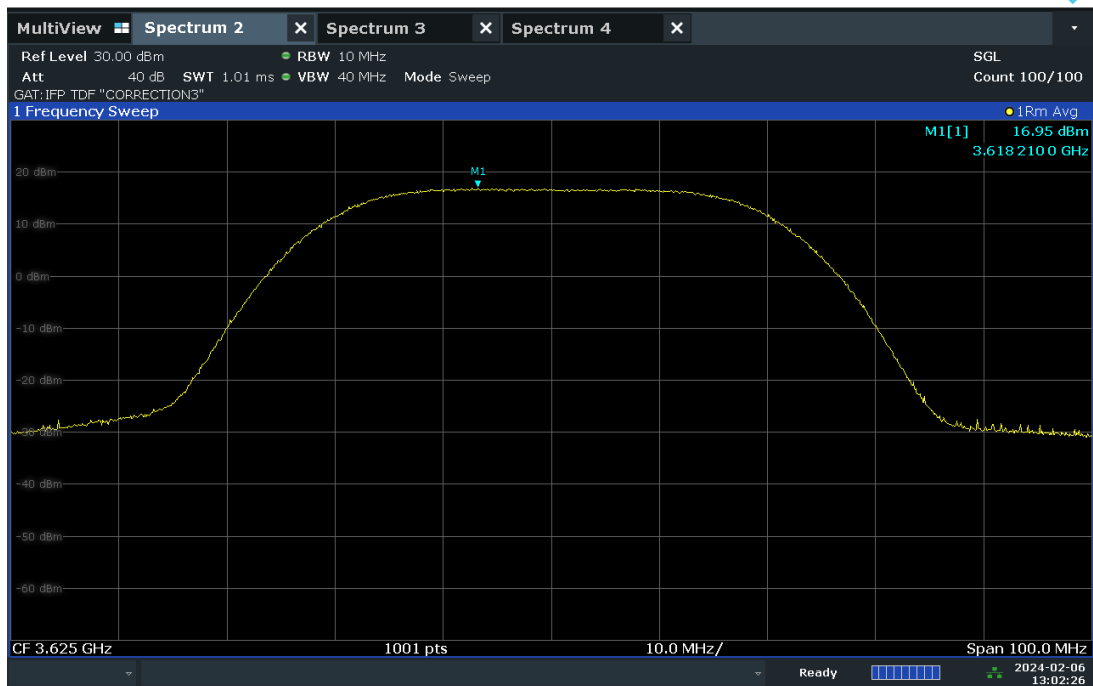 MultiView Spectrum 2 X Spectrum 3 X Spectrum 4 X
Ref Level 30.00 dBm RBW 10 MHz SGL
Att 40 dB SWT 1.01 ms VBW 40 MHz Mode Sweep Count 100/100
GAT:IFP TDF "CORRECTION3"
1 Frequency Sweep 1Rm Avg
M1[1] 16.95 dBm
3.618 210 0 GHz
20 dBm
M1
10 dBm
0 dBm
-10 dBm
-20 dBm
-30 dBm
-40 dBm
-50 dBm
-60 dBm
CF 3.625 GHz 1001 pts 10.0 MHz/ Span 100.0 MHz
Ready 2024-02-06
13:02:26